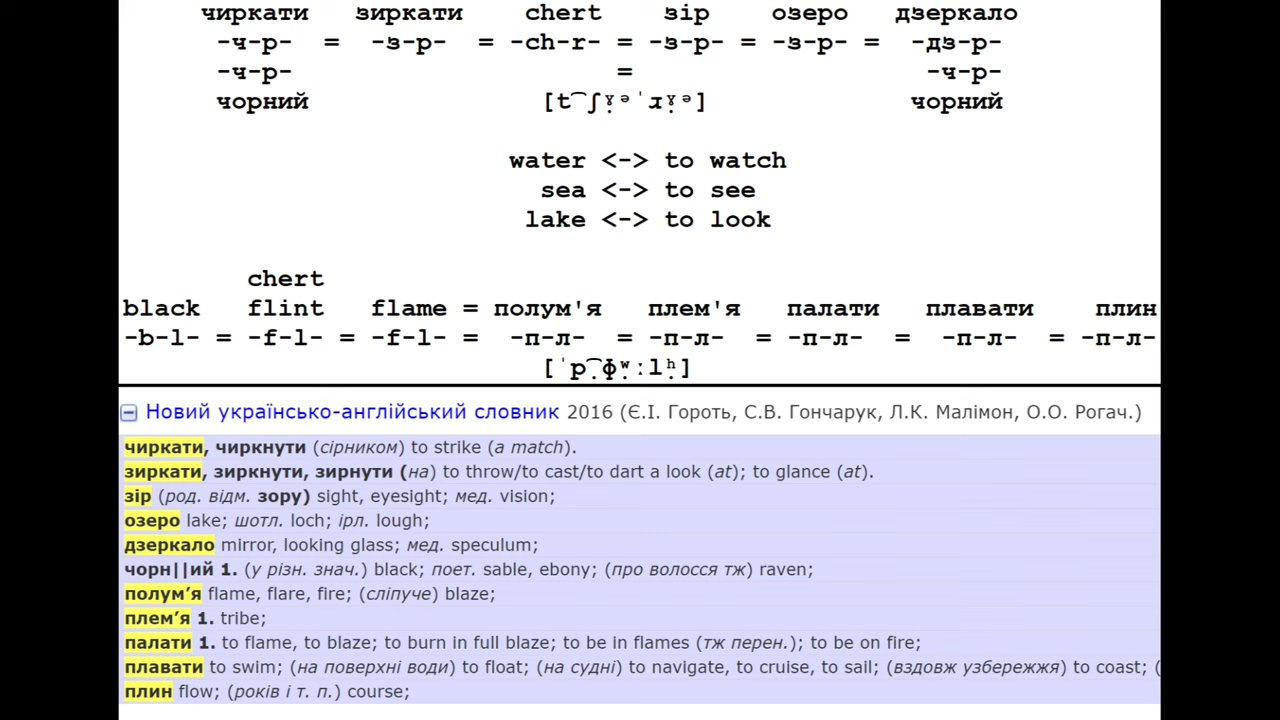 чиркати зиркати chert зір озеро дзеркало
-ч-р- = -з-р- = -ch-r- = -з-р- = -з-р- = -дз-р-
-ч-р- = -ч-р-
чорний [t͡ʃɣ̣ᵊˈɹɣ̣ᵊ] чорний
water <-> to watch
sea <-> to see
lake <-> to look
chert
black flint flame = полум'я плем'я палати плавати плин
-b-l- = -f-l- = -f-l- = -п-л- = -п-л- = -п-л- = -п-л- = -п-л-
[ˈp̣͡ɸẉːlḥ]
Новий українсько-англійський словник 2016 (Є.І. Гороть, С.В. Гончарук, Л.К. Малімон, О.О. Рогач.)
чиркати, чиркнути (сірником) to strike (a match).
зиркати, зиркнути, зирнути (на) to throw/to cast/to dart a look (at); to glance (at).
зір (род. відм. зору) sight, eyesight; мед. vision;
озеро lake; шотл. loch; ірл. lough;
дзеркало mirror, looking glass; мед. speculum;
чорн||ий 1. (у різн. знач.) black; поет. sable, ebony; (про волосся тж) raven;
полум’я flame, flare, fire; (сліпуче) blaze;
плем’я 1. tribe;
палати 1. to flame, to blaze; to burn in full blaze; to be in flames (тж перен.); to be on fire;
плавати to swim; (на поверхні води) to float; (на судні) to navigate, to cruise, to sail; (вздовж узбережжя) to coast; (
плин flow; (років і т. п.) course;